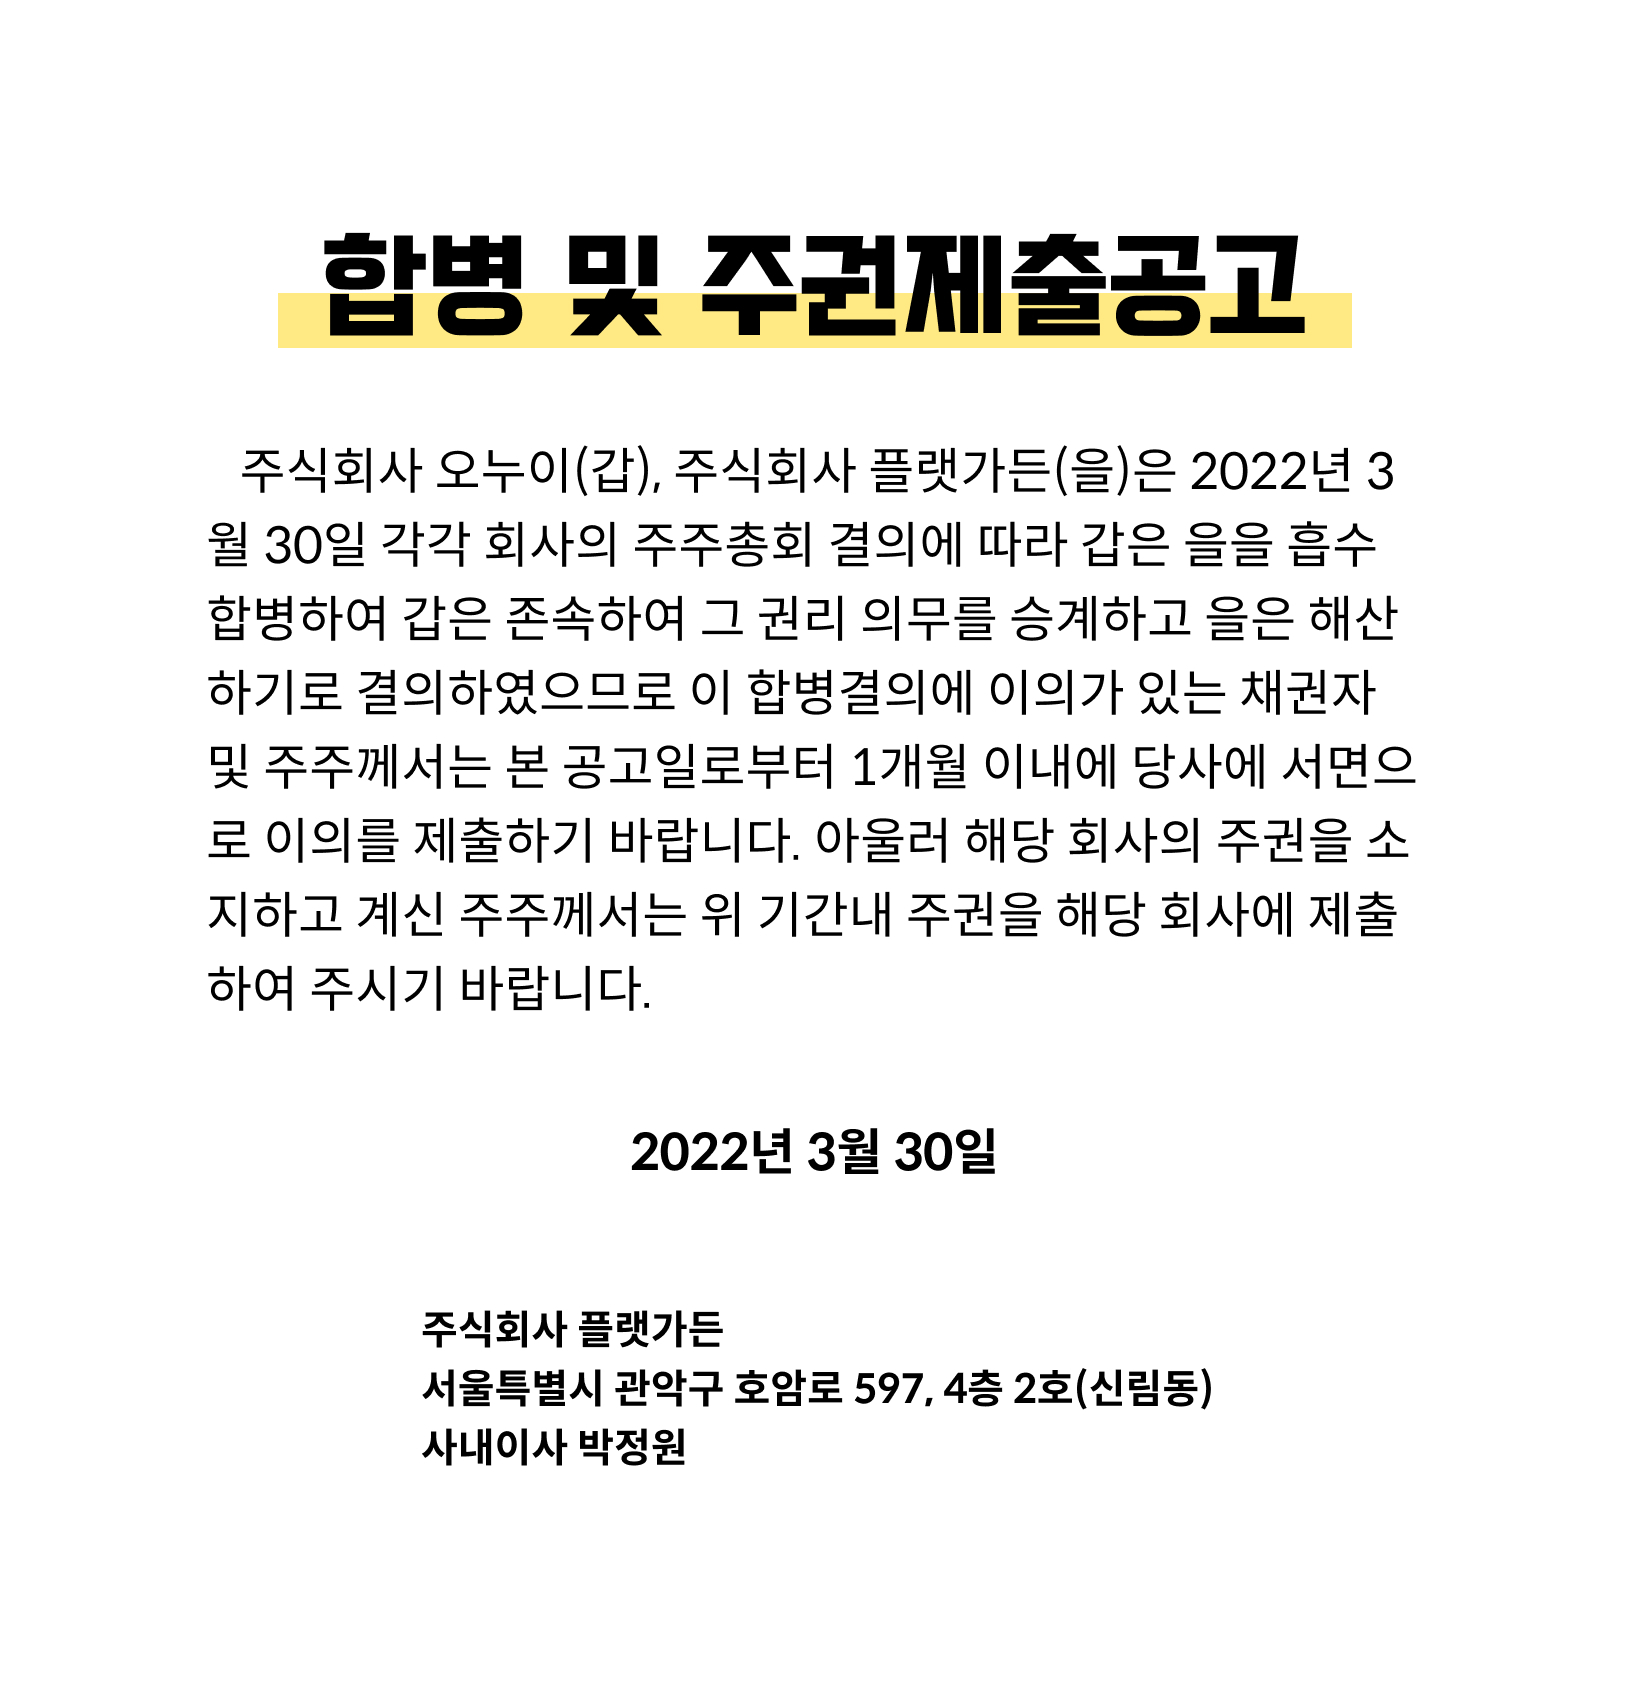 합병 및 주권제출공고
주식회사 오누이(갑), 주식회사 플랫가든(을)은 2022년 3
월 30일 각각 회사의 주주총회 결의에 따라 갑은 을을 흡수
합병하여 갑은 존속하여 그 권리 의무를 승계하고 을은 해산
하기로 결의하였으므로 이 합병결의에 이의가 있는 채권자
및 주주께서는 본 공고일로부터 1개월 이내에 당사에 서면으
로 이의를 제출하기 바랍니다. 아울러 해당 회사의 주권을 소
지하고 계신 주주께서는 위 기간내 주권을 해당 회사에 제출
하여 주시기 바랍니다.
2022년 3월 30일
주식회사 플랫가든
서울특별시 관악구 호암로 597, 4층 2호(신림동)
사내이사 박정원